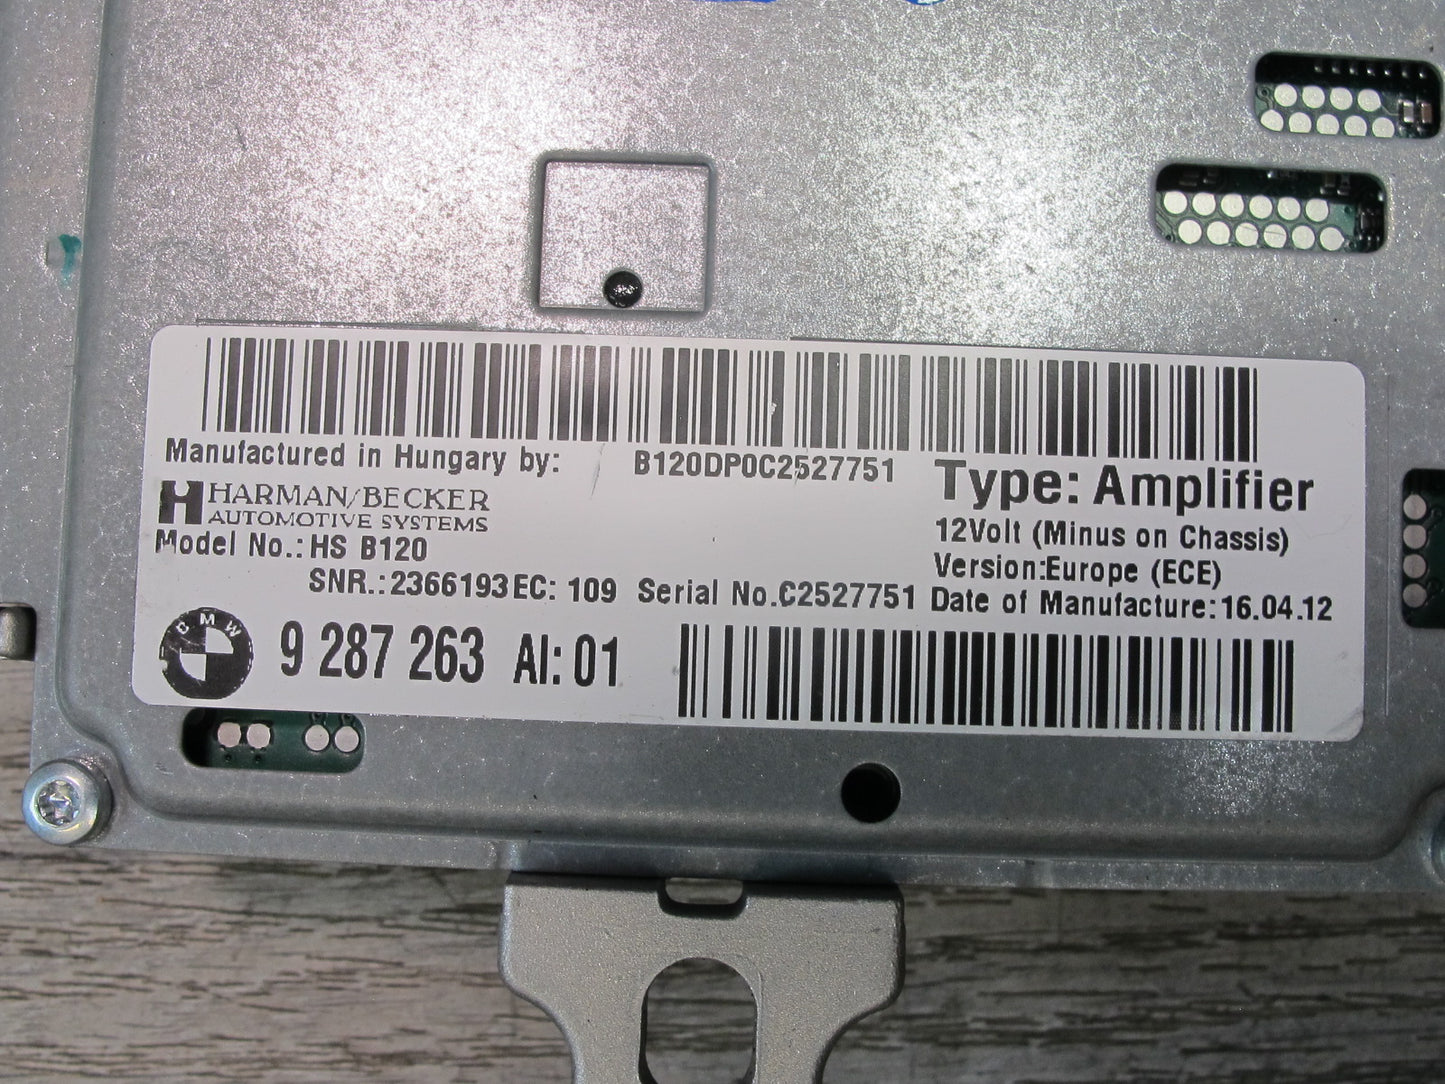 Manufactured in Hungary by: B120DP0C2527751
HARMAN/BECKER
AUTOMOTIVE SYSTEMS
Model No.: HS B120
SNR.:2366193 EC: 109 Serial No.C2527751
BMW
9 287 263 AI: 01
Type: Amplifier
12Volt (Minus on Chassis)
Version:Europe (ECE)
Date of Manufacture:16.04.12